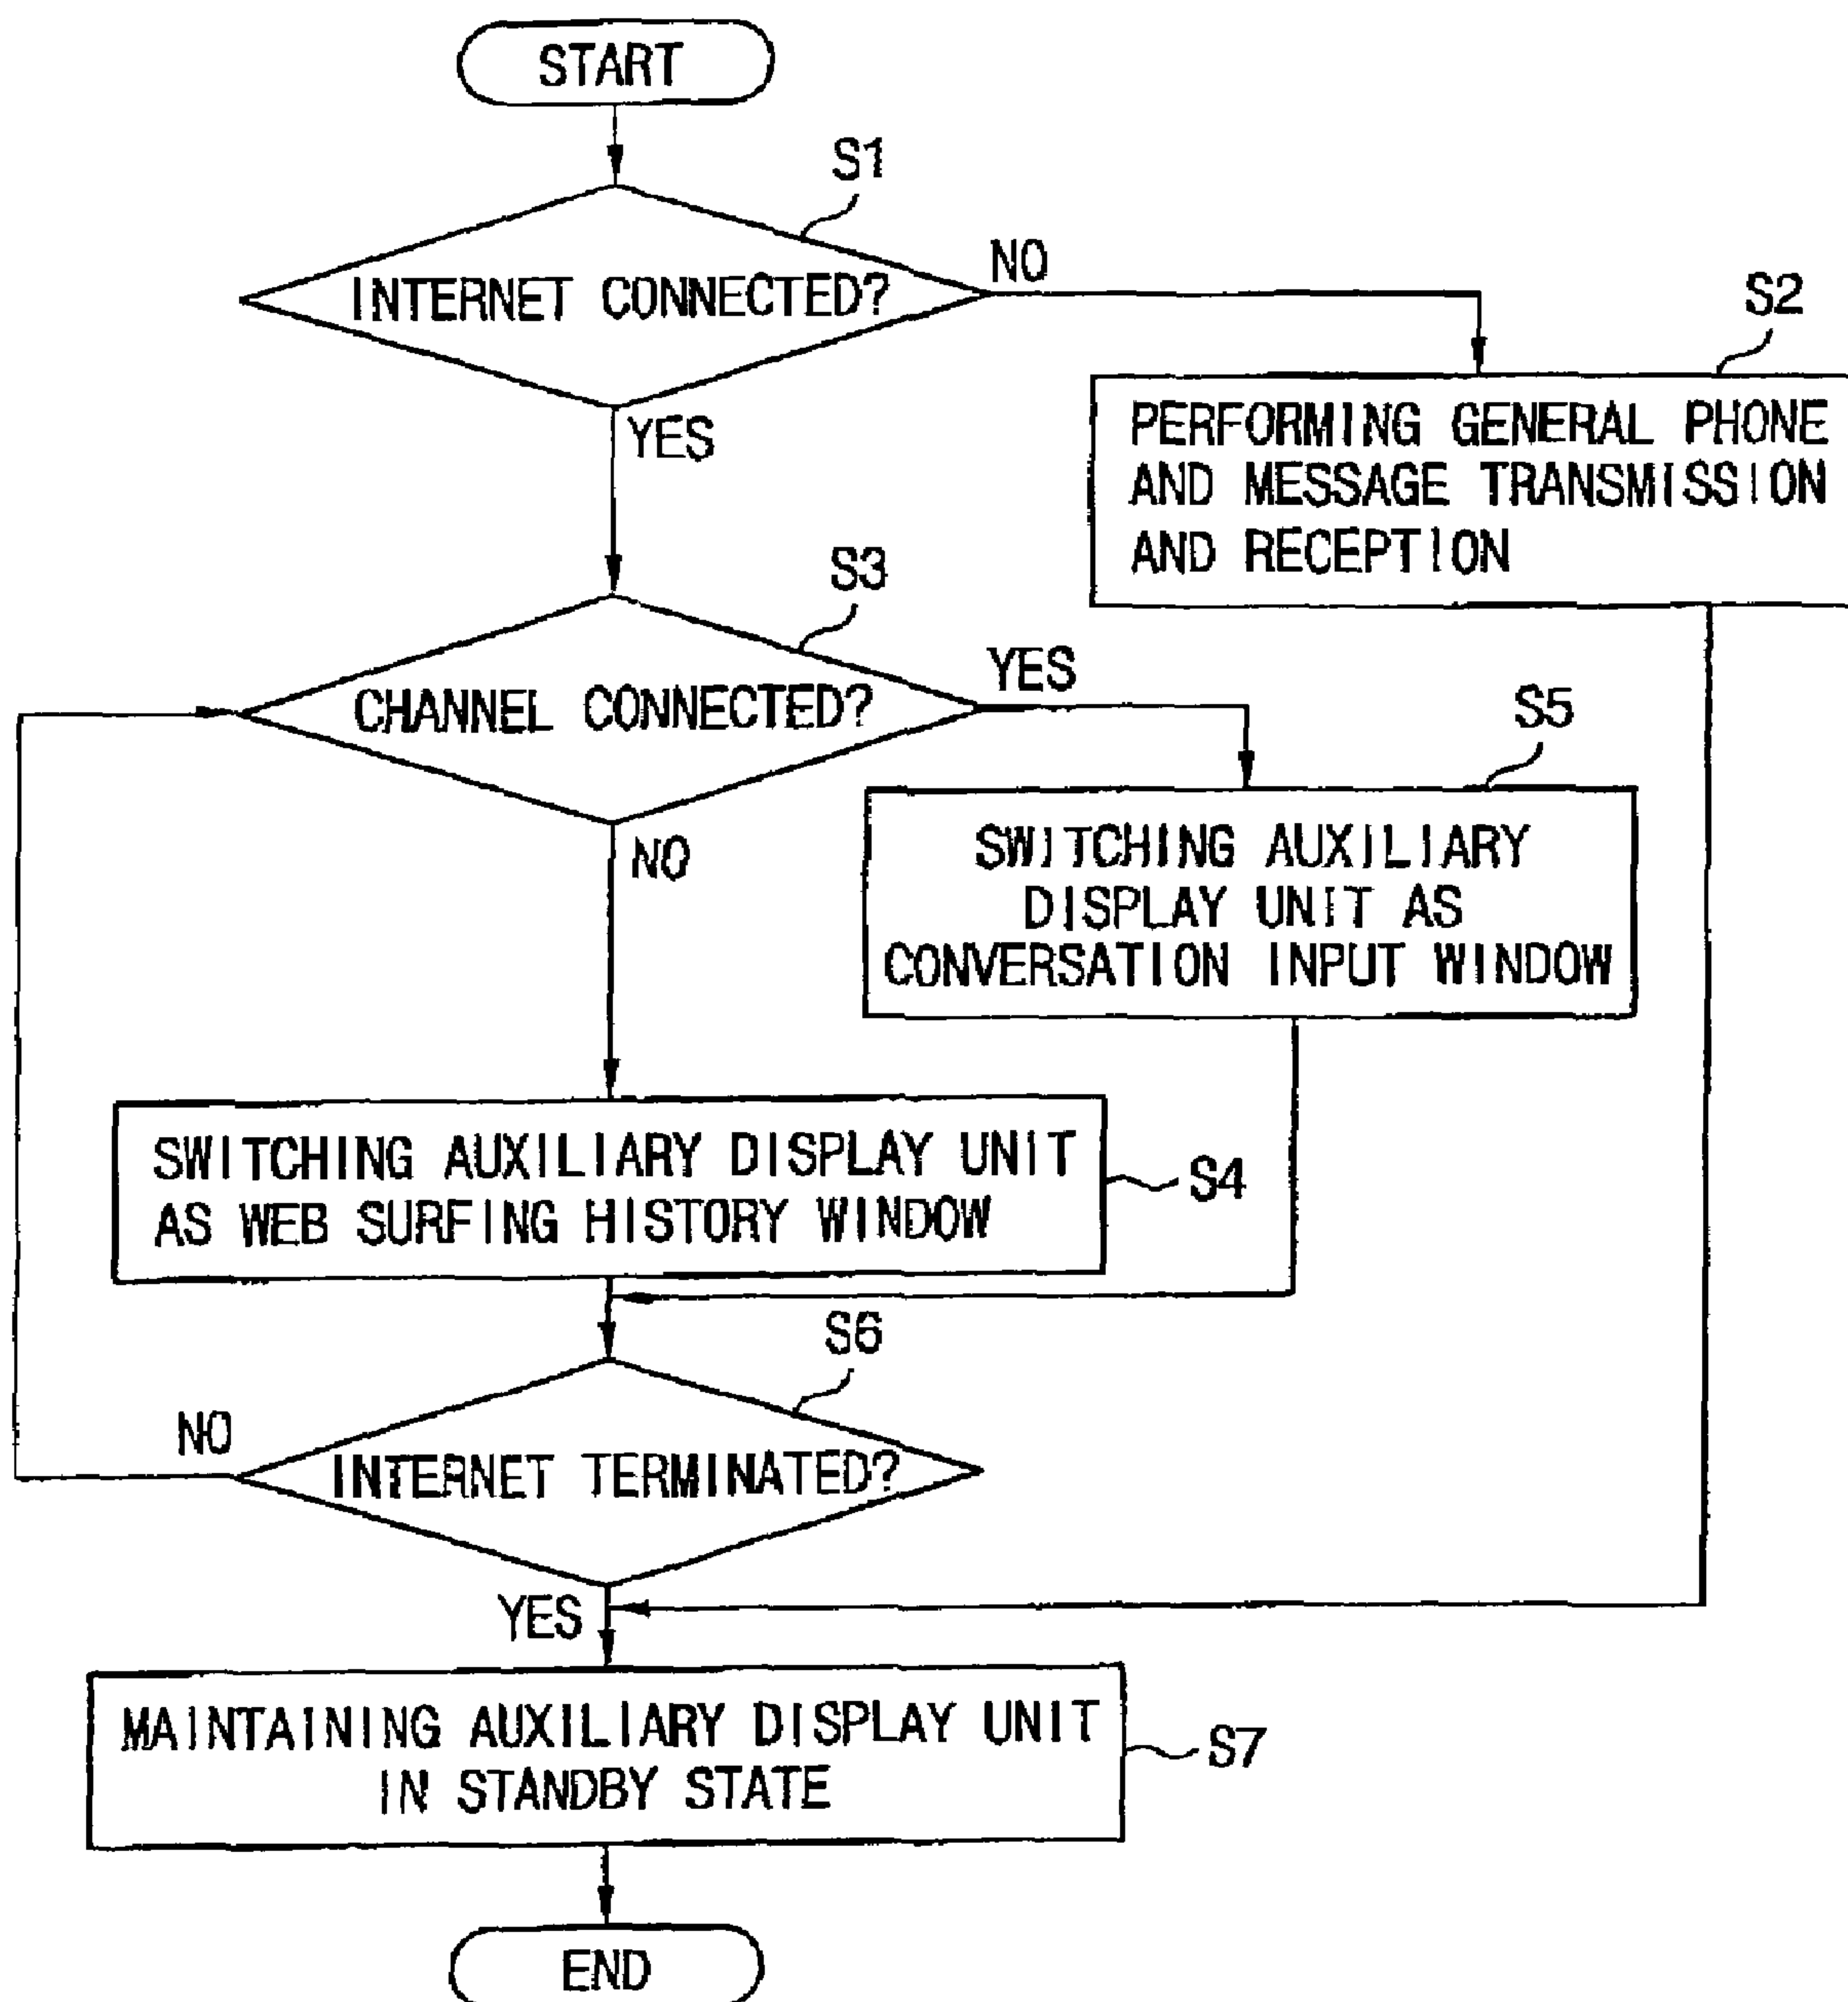 START
S1
INTERNET CONNECTED?
NO
S2
YES
PERFORMING GENERAL PHONE
AND MESSAGE TRANSMISSION
AND RECEPTION
S3
CHANNEL CONNECTED?
YES
S5
NO
SWITCHING AUXILIARY
DISPLAY UNIT AS
CONVERSATION INPUT WINDOW
SWITCHING AUXILIARY DISPLAY UNIT
AS WEB SURFING HISTORY WINDOW
S4
S6
NO
INTERNET TERMINATED?
YES
MAINTAINING AUXILIARY DISPLAY UNIT
IN STANDBY STATE
S7
END